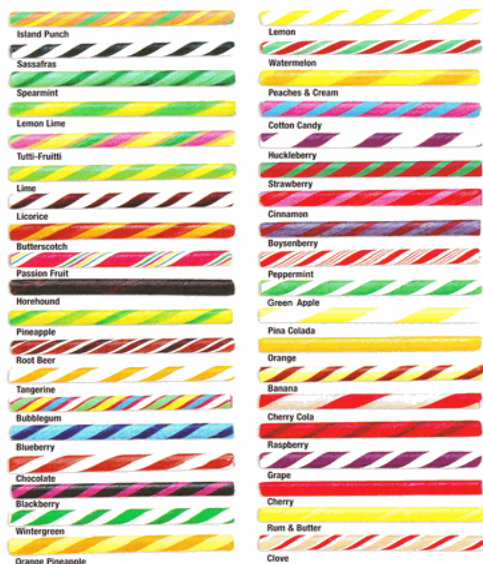 Island Punch
Sassafras
Spearmint
Lemon Lime
Tutti-Fruitti
Lime
Licorice
Butterscotch
Passion Fruit
Horehound
Pineapple
Root Beer
Tangerine
Bubblegum
Blueberry
Chocolate
Blackberry
Wintergreen
Orange Pineapple
Lemon
Watermelon
Peaches & Cream
Cotton Candy
Huckleberry
Strawberry
Cinnamon
Boysenberry
Peppermint
Green Apple
Pina Colada
Orange
Banana
Cherry Cola
Raspberry
Grape
Cherry
Rum & Butter
Clove